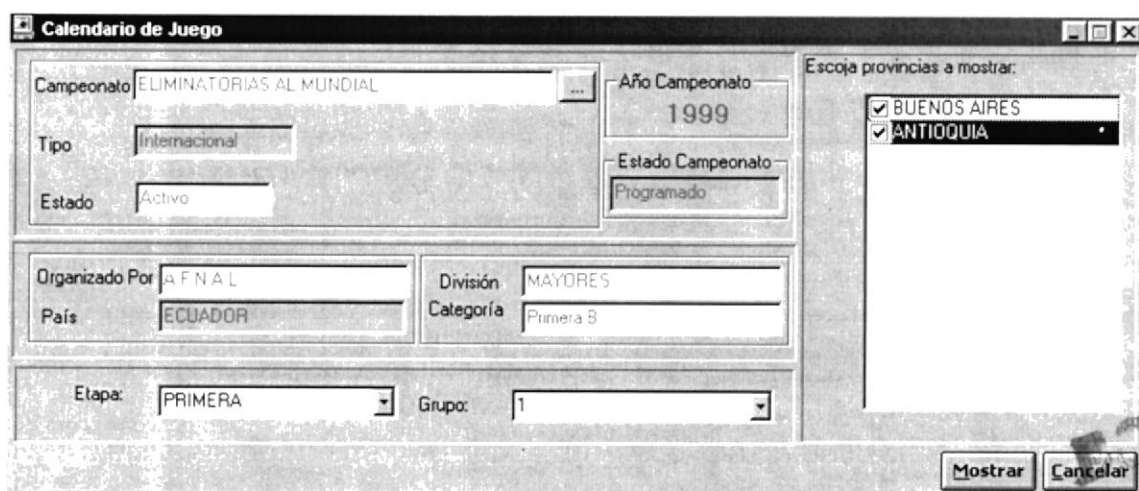 Calendario de Juego
Campeonato ELIMINATORIAS AL MUNDIAL ...
Tipo Internacional
Estado Activo
Año Campeonato
1999
Estado Campeonato
Programado
Escoja provincias a mostrar:
BUENOS AIRES
ANTIOQUIA
Organizado Por A F N A L
País ECUADOR
División MAYORES
Categoría Primera B
Etapa: PRIMERA
Grupo: 1
Mostrar Cancelar